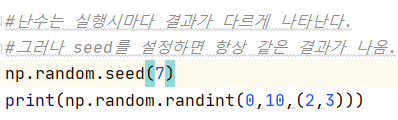 #난수는 실행시마다 결과가 다르게 나타난다.
#그러나 seed를 설정하면 항상 같은 결과가 나옴.
np.random.seed(7)
print(np.random.randint(0,10,(2,3)))